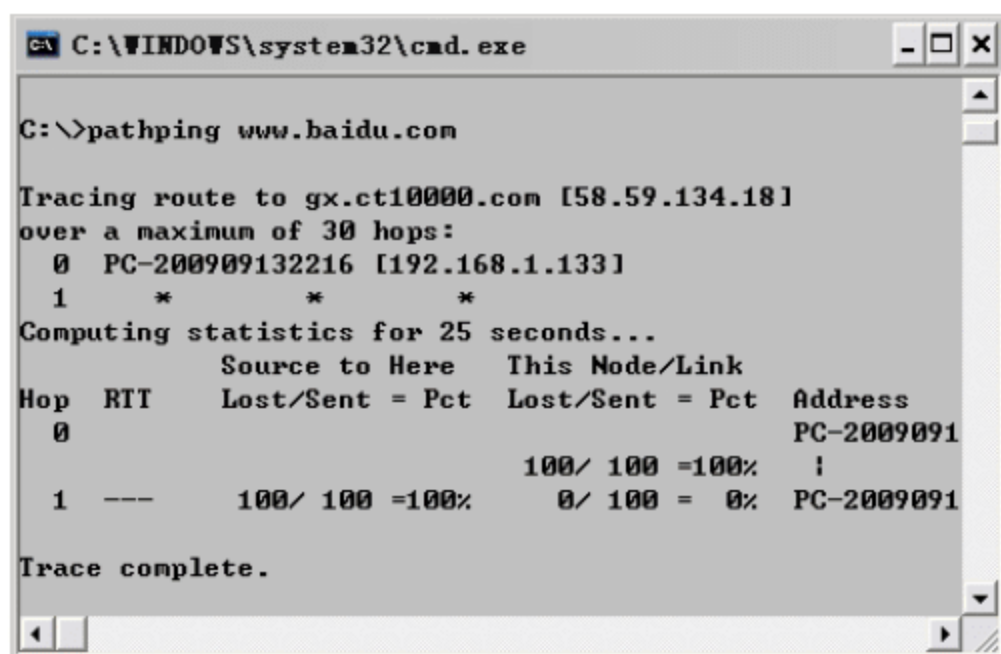 C:\WINDOWS\system32\cmd.exe
C:\>pathping www.baidu.com
Tracing route to gx.ct10000.com [58.59.134.18]
over a maximum of 30 hops:
  0  PC-200909132216 [192.168.1.133]
  1     *        *        *
Computing statistics for 25 seconds...
            Source to Here   This Node/Link
Hop  RTT    Lost/Sent = Pct  Lost/Sent = Pct  Address
  0                                           PC-2009091
                              100/ 100 =100%   |
  1  ---     100/ 100 =100%     0/ 100 =  0%  PC-2009091
Trace complete.